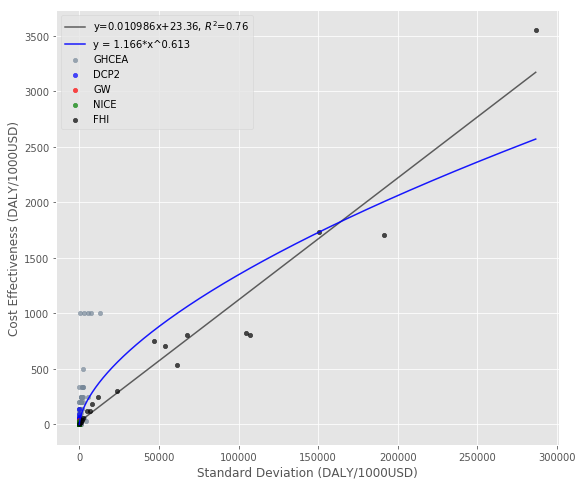 y=0.010986x+23.36, R²=0.76
y = 1.166*x^0.613
GHCEA
DCP2
GW
NICE
FHI
Cost Effectiveness (DALY/1000USD)
3500
3000
2500
2000
1500
1000
500
0
0 50000 100000 150000 200000 250000 300000
Standard Deviation (DALY/1000USD)